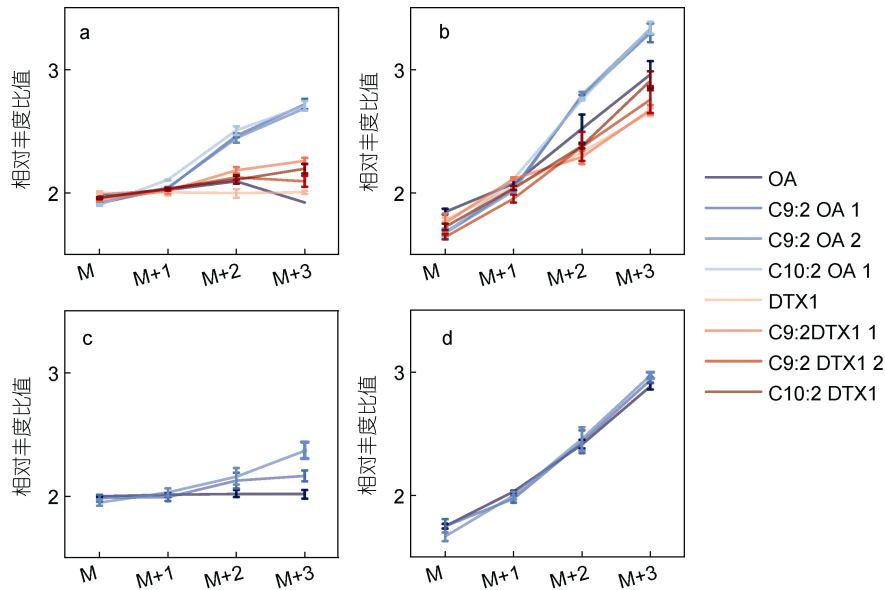 a
3
2
相对丰度比值
M
M+1
M+2
M+3
b
3
2
相对丰度比值
M
M+1
M+2
M+3
c
3
2
相对丰度比值
M
M+1
M+2
M+3
d
3
2
相对丰度比值
M
M+1
M+2
M+3
OA
C9:2 OA 1
C9:2 OA 2
C10:2 OA 1
DTX1
C9:2DTX1 1
C9:2 DTX1 2
C10:2 DTX1